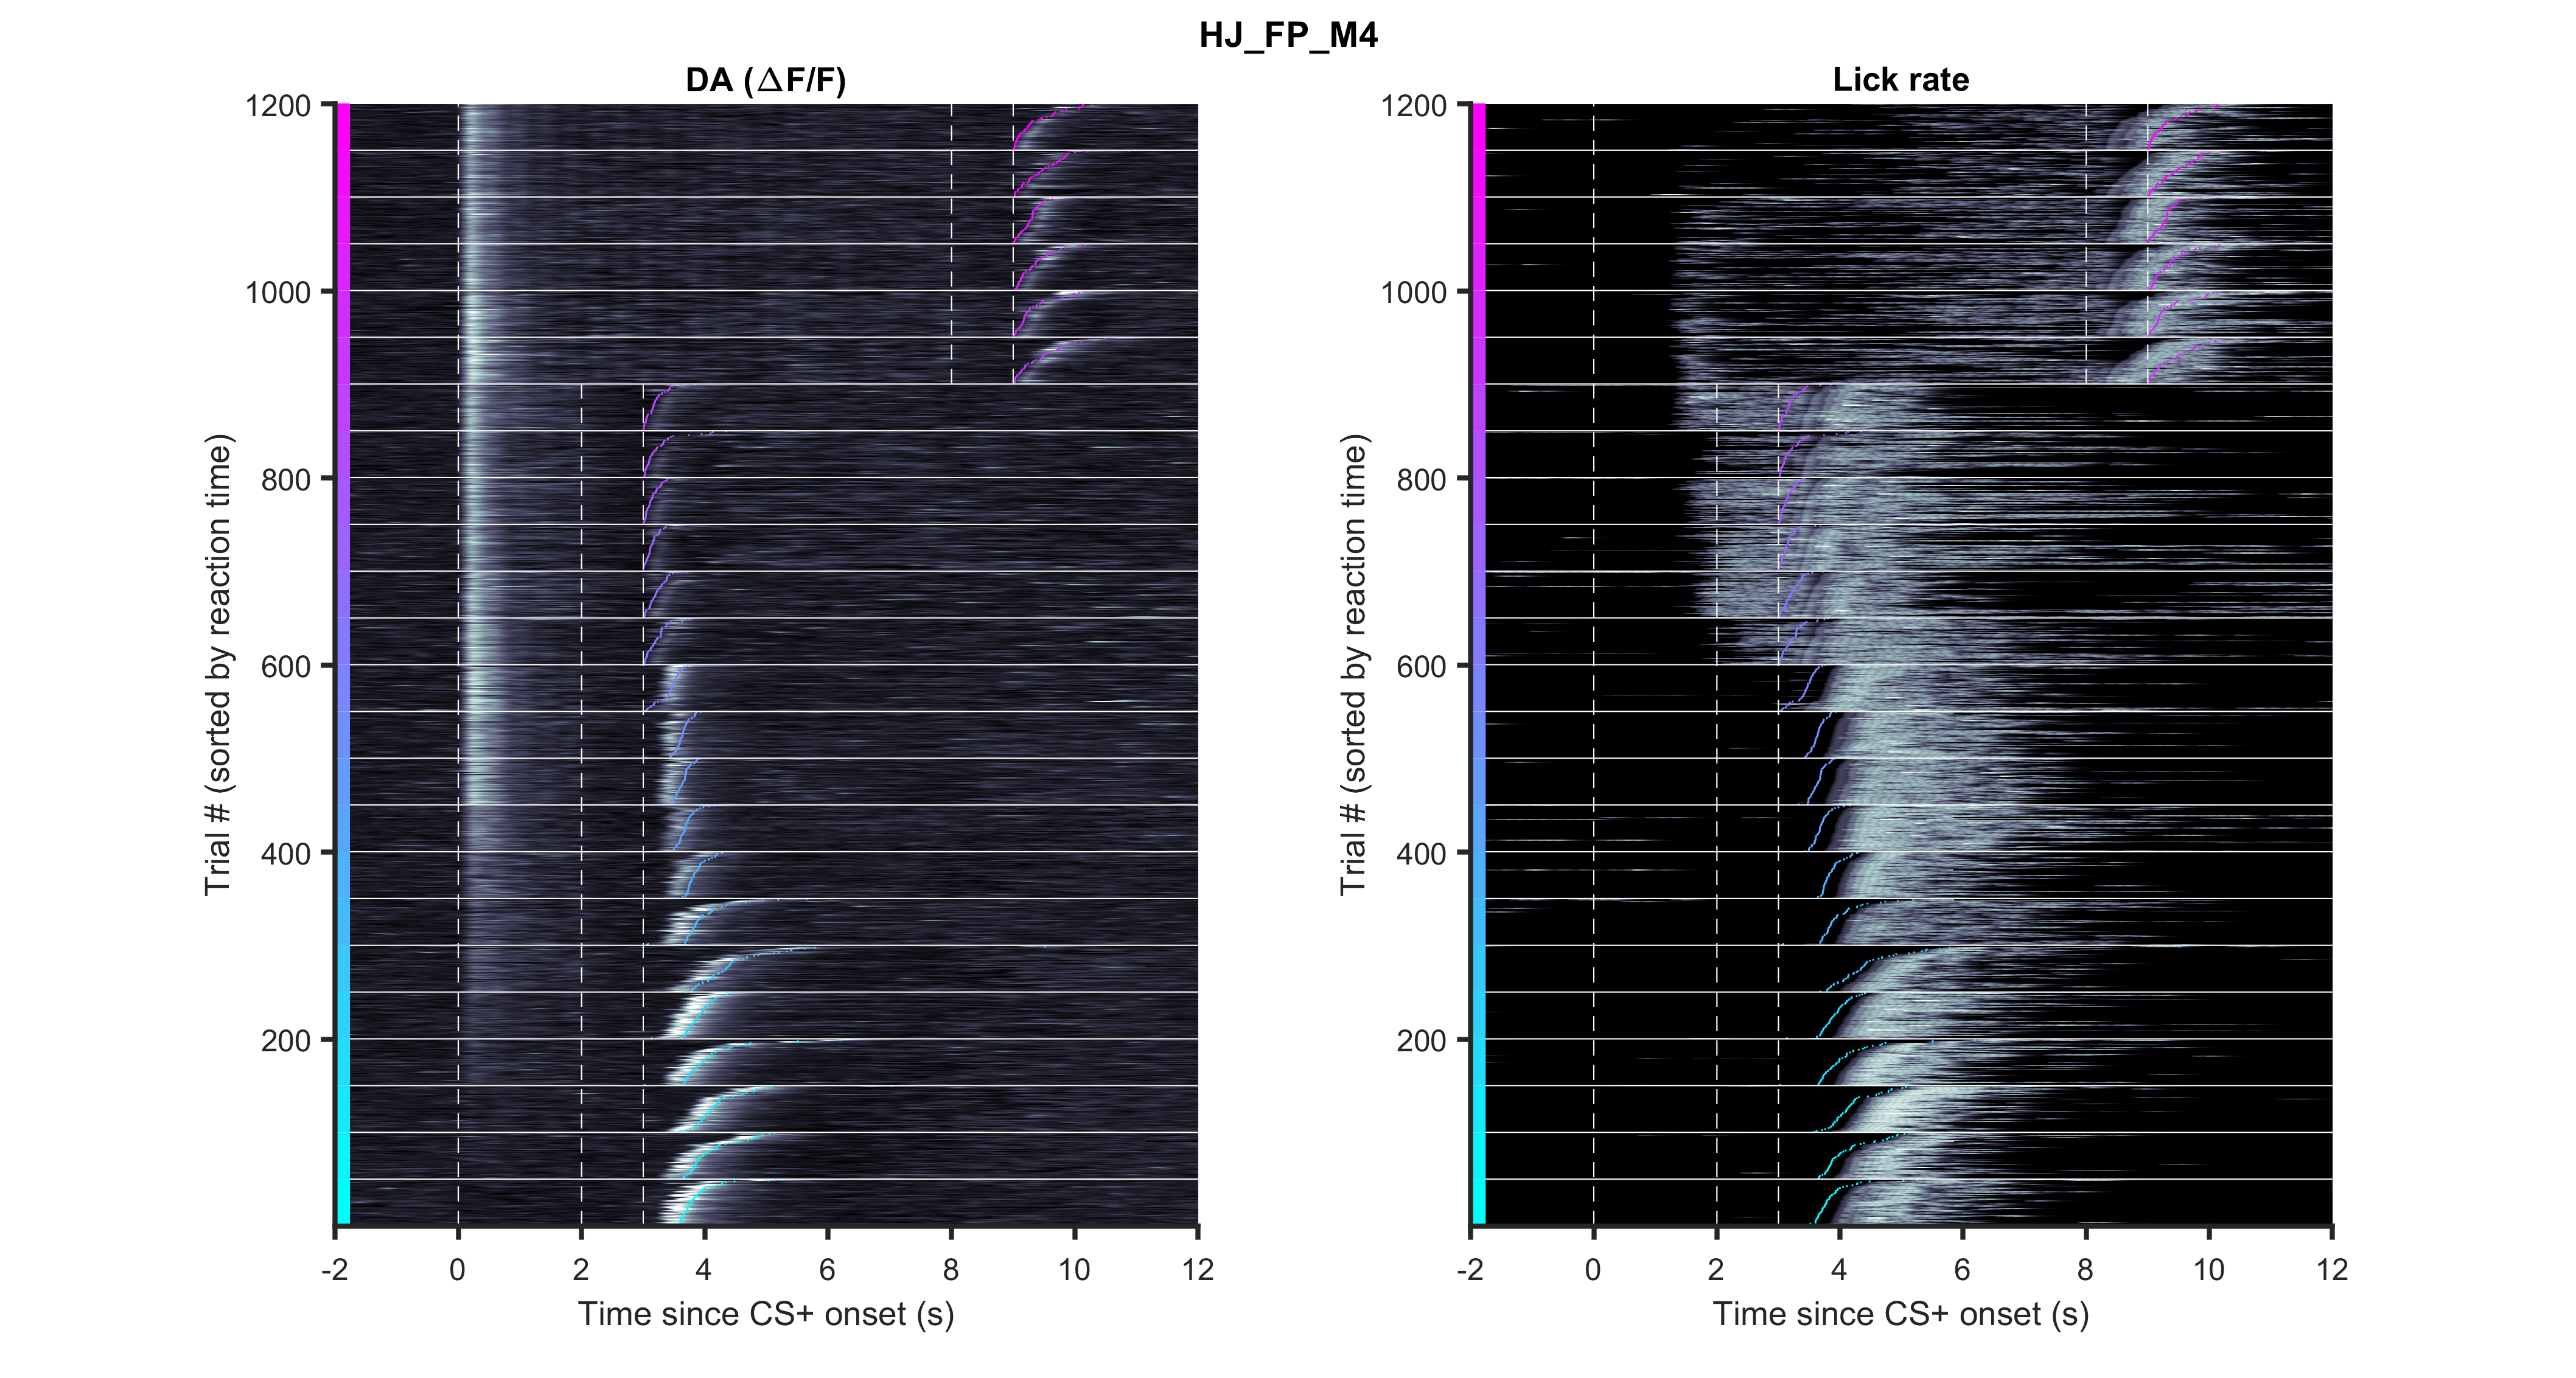 HJ_FP_M4
DA (ΔF/F)
1200
1000
800
600
400
200
Trial # (sorted by reaction time)
-2 0 2 4 6 8 10 12
Time since CS+ onset (s)
Lick rate
1200
1000
800
600
400
200
Trial # (sorted by reaction time)
-2 0 2 4 6 8 10 12
Time since CS+ onset (s)